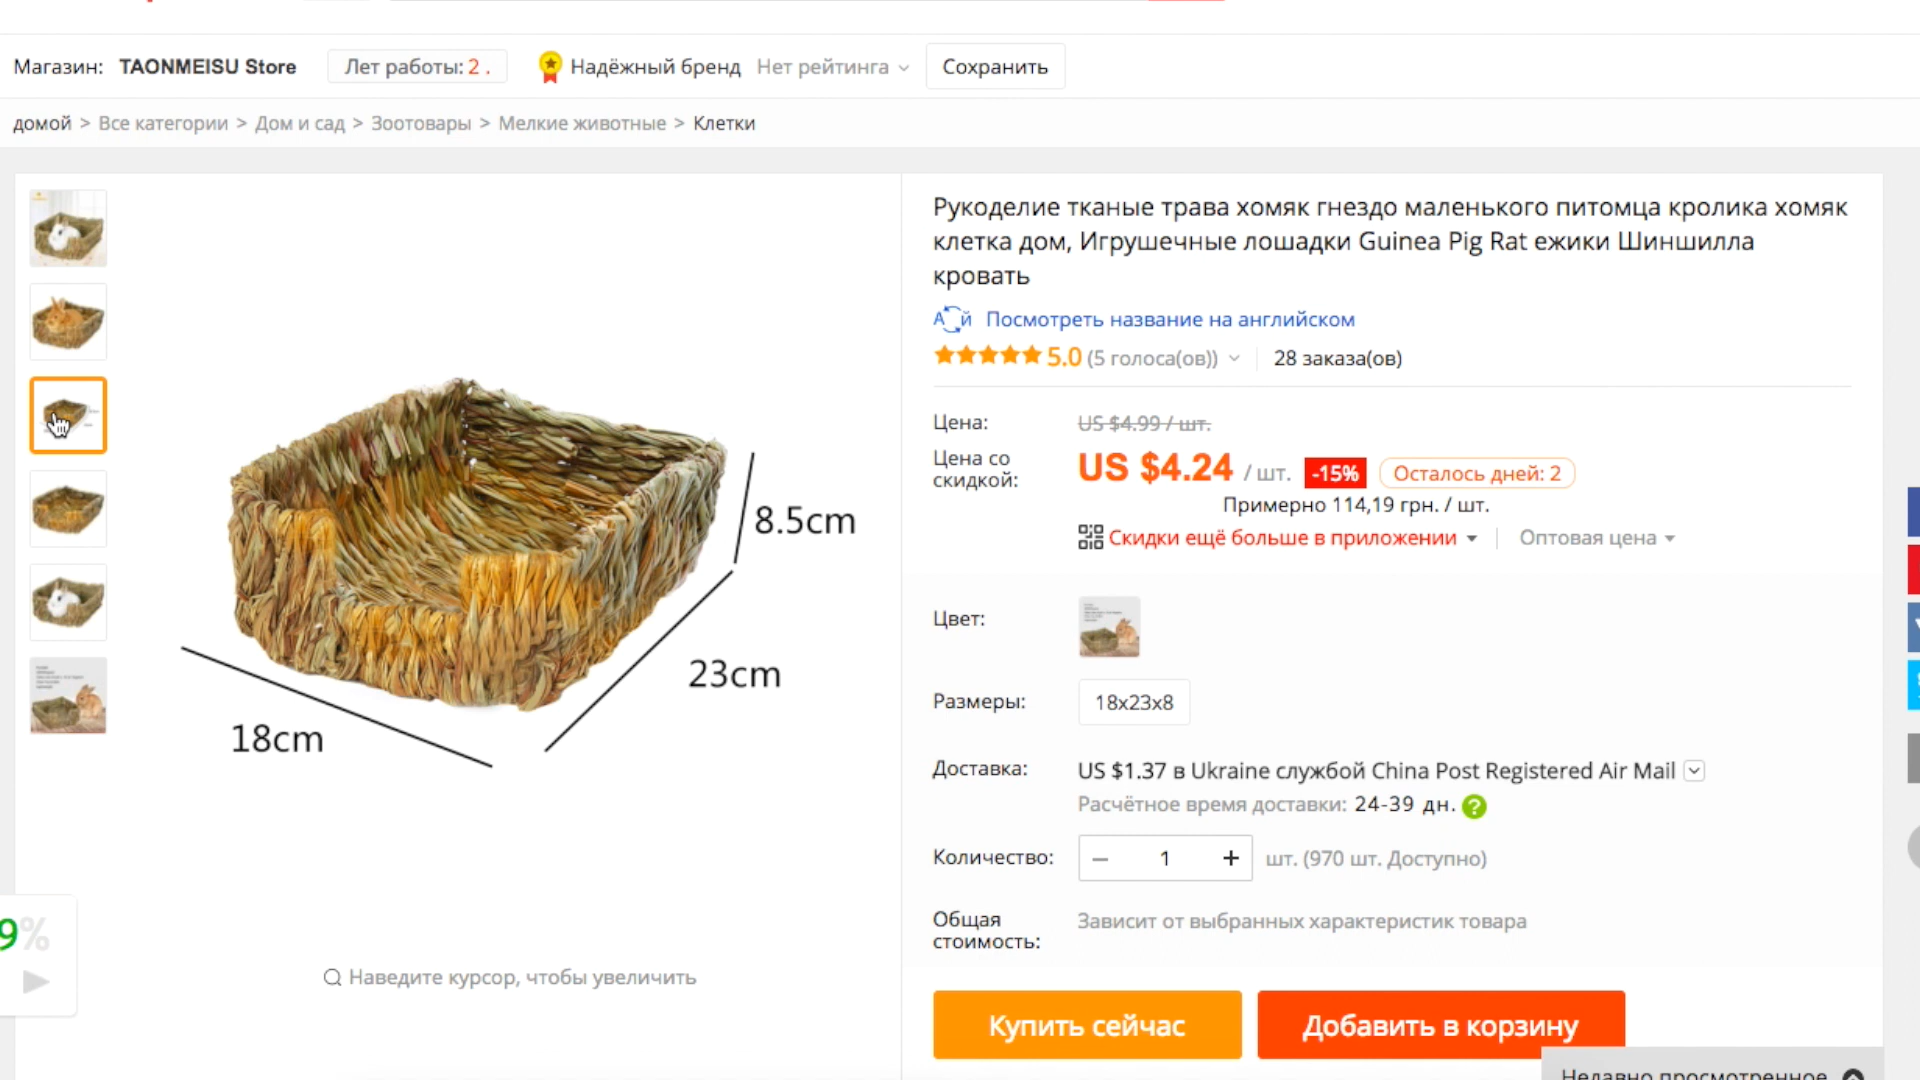 Магазин: TAONMEISU Store Лет работы: 2 . Надёжный бренд Нет рейтинга Сохранить
домой > Все категории > Дом и сад > Зоотовары > Мелкие животные > Клетки
Рукоделие тканые трава хомяк гнездо маленького питомца кролика хомяк
клетка дом, Игрушечные лошадки Guinea Pig Rat ежики Шиншилла
кровать
Посмотреть название на английском
5.0 (5 голоса(ов)) 28 заказа(ов)
Цена: US $4.99 / шт.
Цена со
скидкой: US $4.24 / шт. -15% Осталось дней: 2
Примерно 114,19 грн. / шт.
Скидки ещё больше в приложении Оптовая цена
8.5cm
23cm
18cm
Цвет:
Размеры: 18x23x8
Доставка: US $1.37 в Ukraine службой China Post Registered Air Mail
Расчётное время доставки: 24-39 дн. ?
Количество: − 1 + шт. (970 шт. Доступно)
Общая
стоимость: Зависит от выбранных характеристик товара
9%
Наведите курсор, чтобы увеличить
Купить сейчас Добавить в корзину
Недавно просмотренное